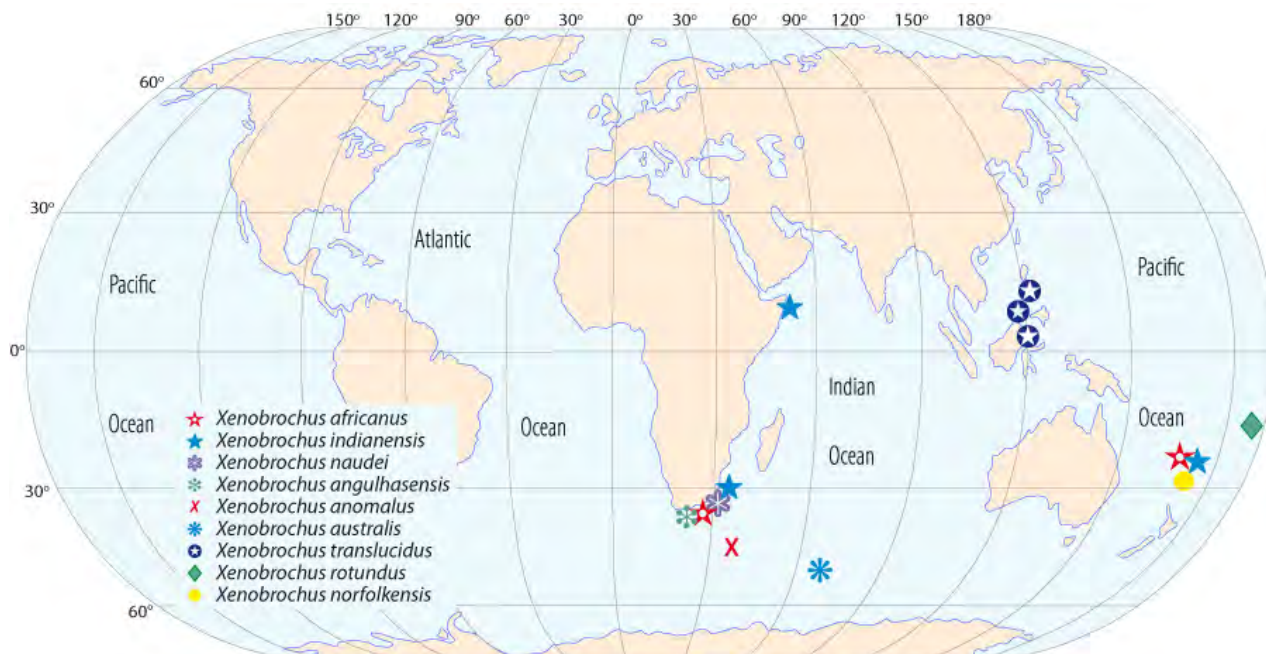 150° 120° 90° 60° 30° 0° 30° 60° 90° 120° 150° 180°
60°
30°
Atlantic
Pacific
Pacific
0°
Indian
Ocean
Ocean
Ocean
Ocean
Xenobrochus africanus
Xenobrochus indianensis
Xenobrochus naudei
Xenobrochus angulhasensis
Xenobrochus anomalus
Xenobrochus australis
Xenobrochus translucidus
Xenobrochus rotundus
Xenobrochus norfolkensis
30°
60°